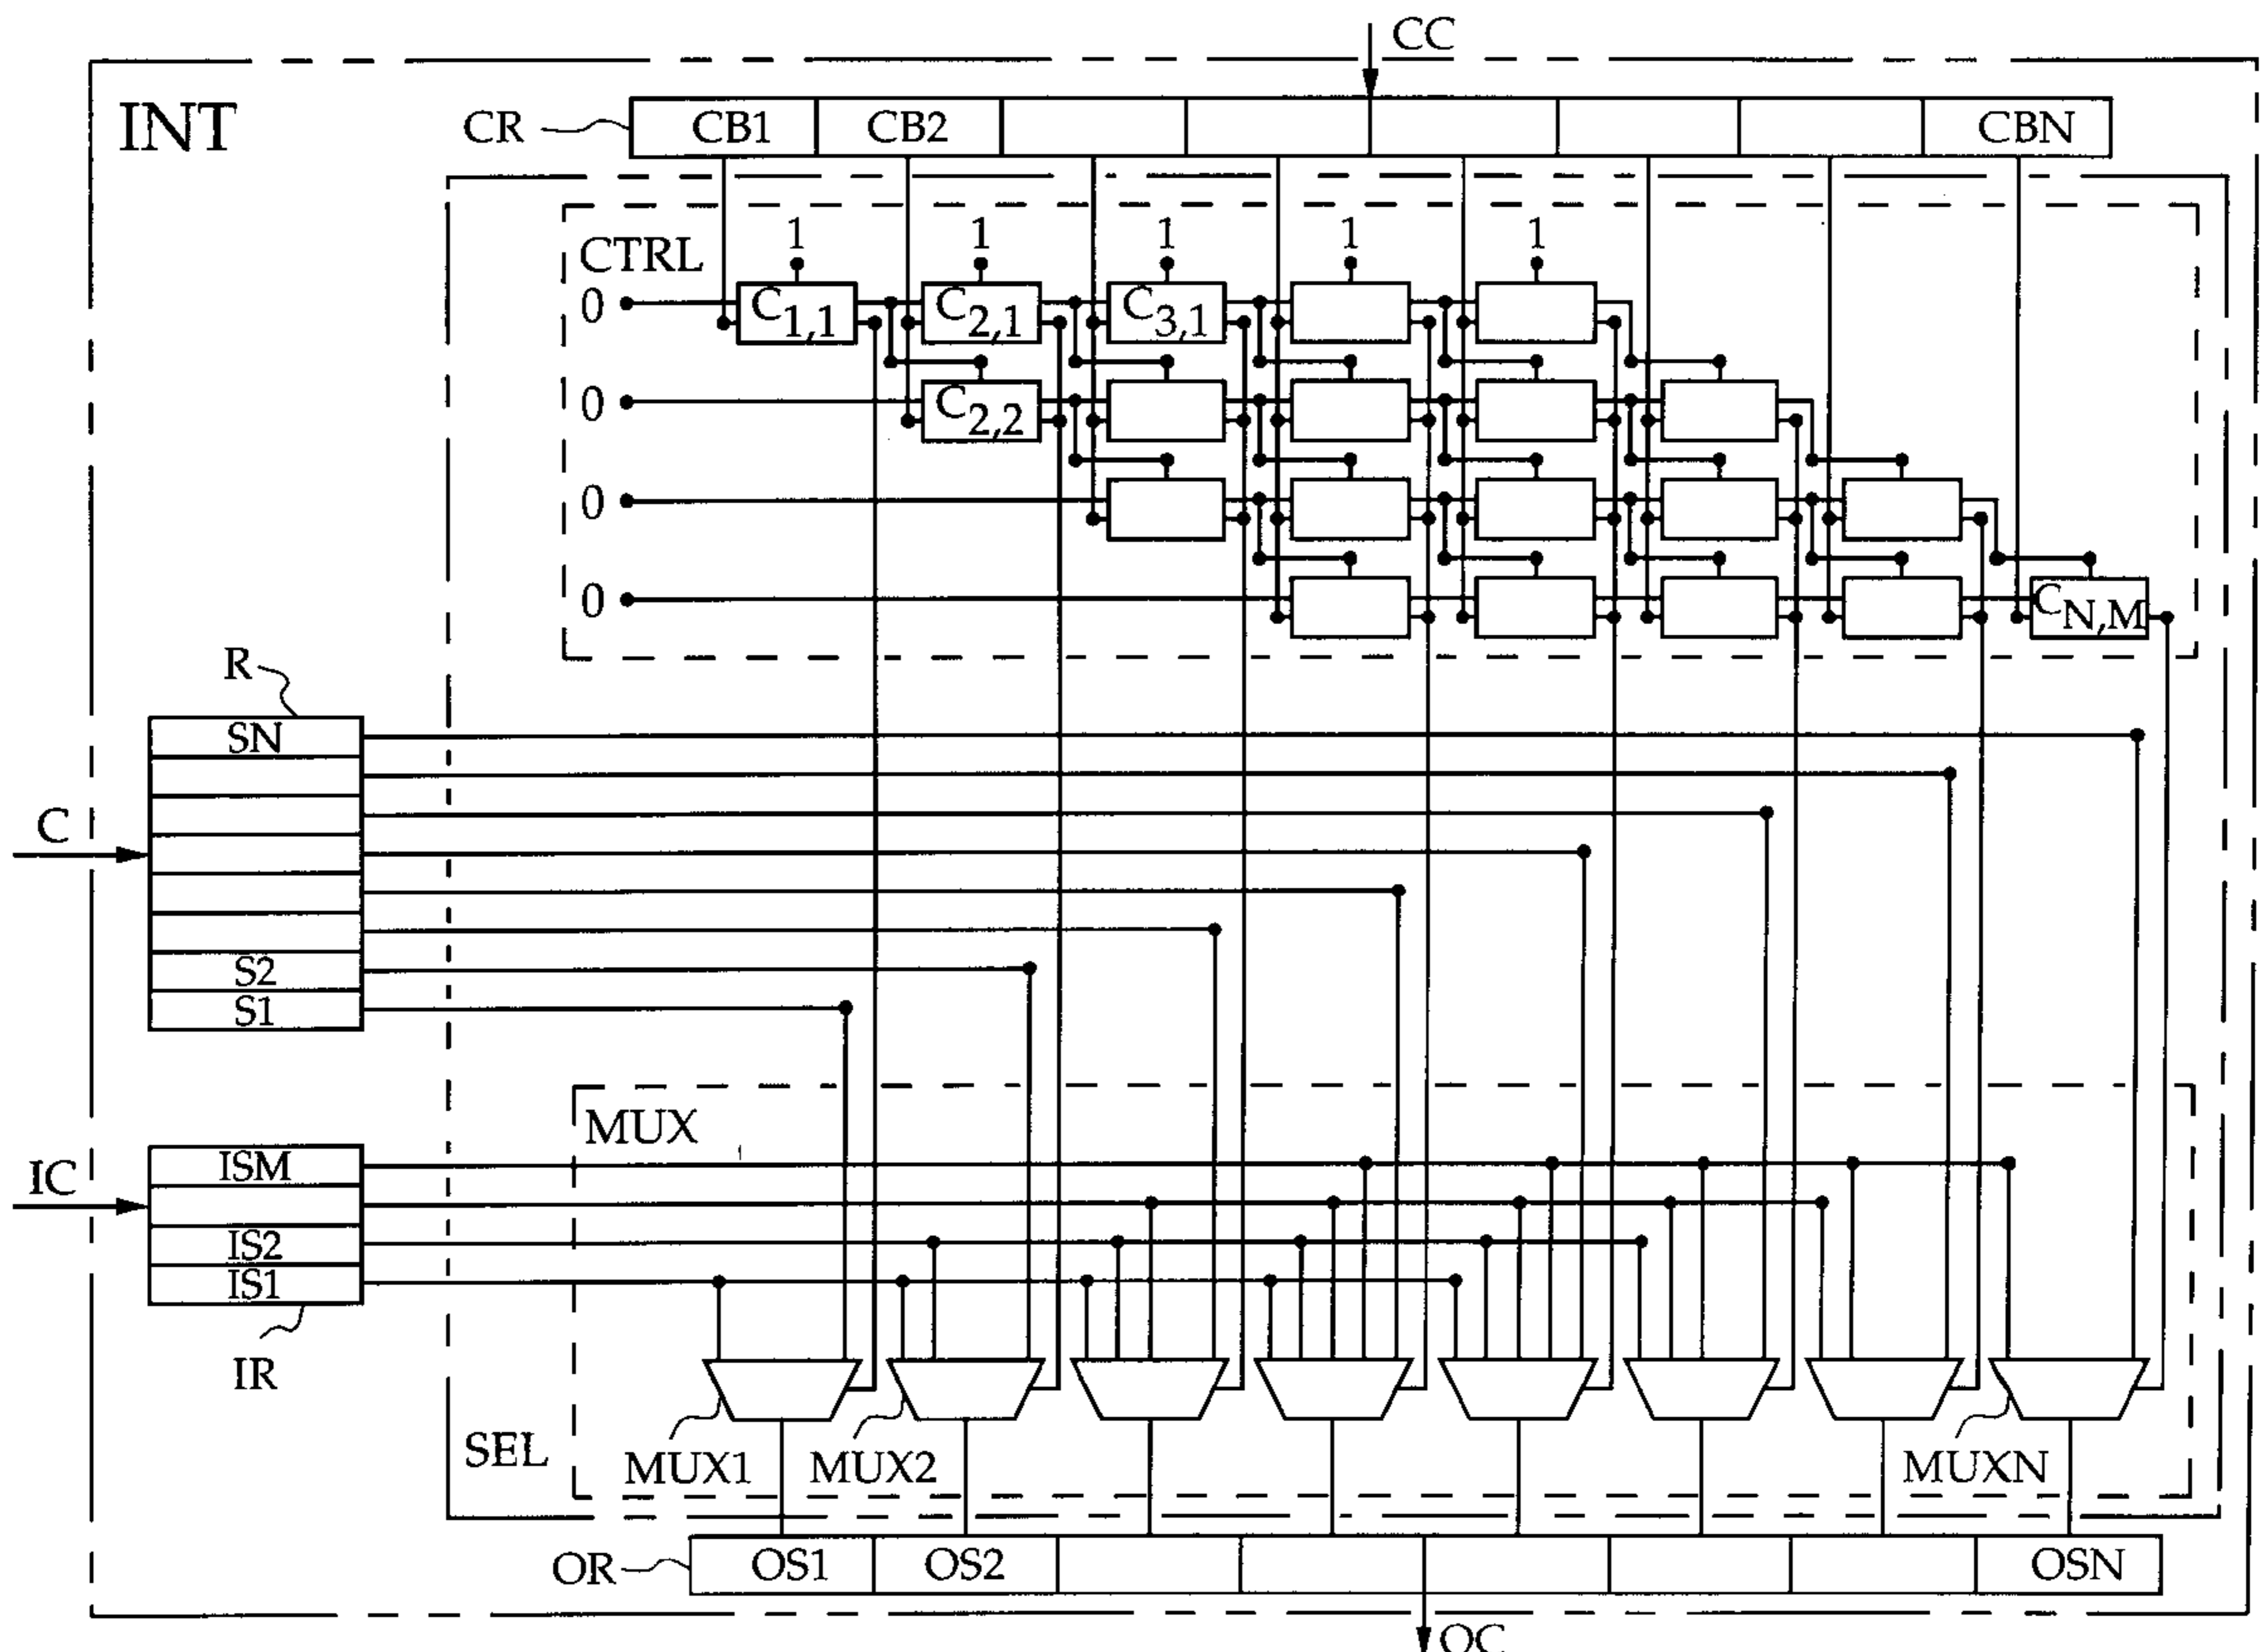 CC
INT
CR
CB1 CB2 CBN
1 1 1 1 1
CTRL
0 C1,1 C2,1 C3,1
0 C2,2
0
0 CN,M
R
SN
C
S2
S1
MUX
ISM
IC
IS2
IS1
IR
SEL
MUX1 MUX2 MUXN
OR OS1 OS2 OSN
OC